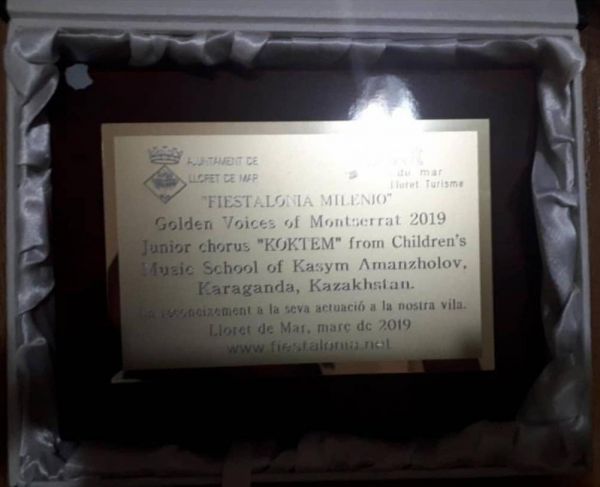 AJUNTAMENT DE
LLORET DE MAR
du mar
Lloret Turisme
"FIESTALONIA MILENIO"
Golden Voices of Montserrat 2019
Junior chorus "KOKTEM" from Children's
Music School of Kasym Amanzholov,
Karaganda, Kazakhstan.
En reconeixement a la seva actuació a la nostra vila.
Lloret de Mar, març de 2019
www.fiestalonia.net